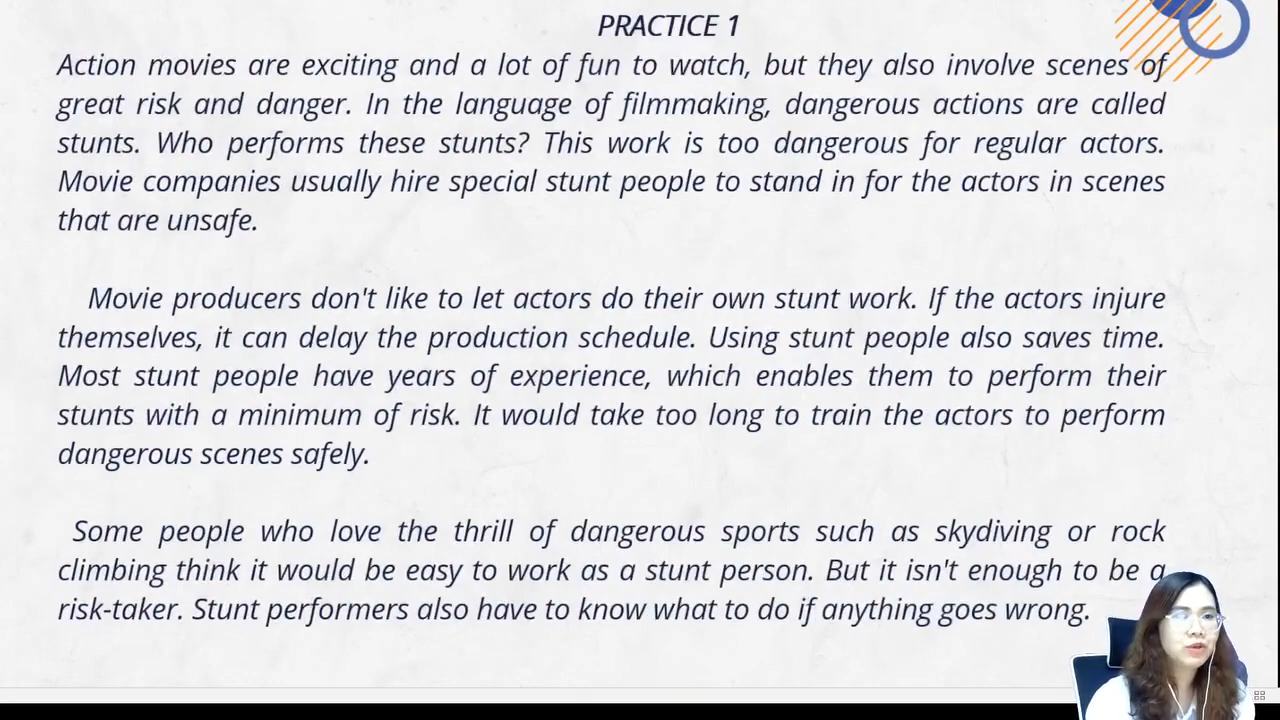 PRACTICE 1
Action movies are exciting and a lot of fun to watch, but they also involve scenes of
great risk and danger. In the language of filmmaking, dangerous actions are called
stunts. Who performs these stunts? This work is too dangerous for regular actors.
Movie companies usually hire special stunt people to stand in for the actors in scenes
that are unsafe.
Movie producers don't like to let actors do their own stunt work. If the actors injure
themselves, it can delay the production schedule. Using stunt people also saves time.
Most stunt people have years of experience, which enables them to perform their
stunts with a minimum of risk. It would take too long to train the actors to perform
dangerous scenes safely.
Some people who love the thrill of dangerous sports such as skydiving or rock
climbing think it would be easy to work as a stunt person. But it isn't enough to be a
risk-taker. Stunt performers also have to know what to do if anything goes wrong.